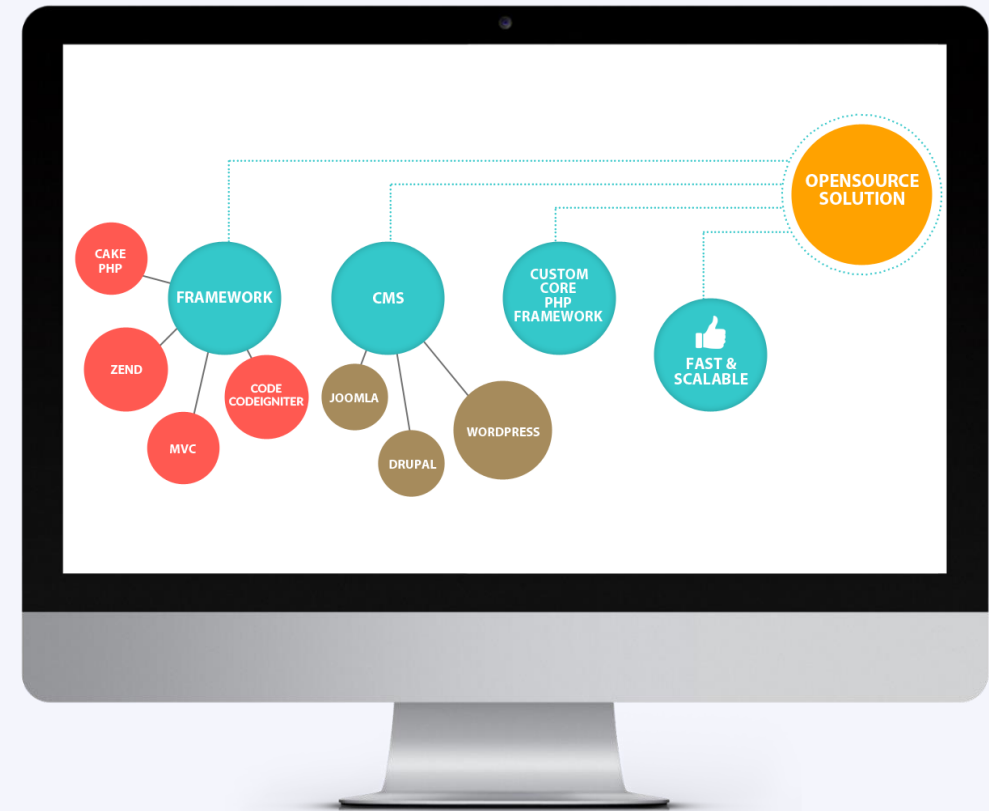 OPENSOURCE
SOLUTION
CAKE
PHP
FRAMEWORK
CMS
CUSTOM
CORE
PHP
FRAMEWORK
FAST &
SCALABLE
ZEND
CODE
CODEIGNITER
MVC
JOOMLA
DRUPAL
WORDPRESS